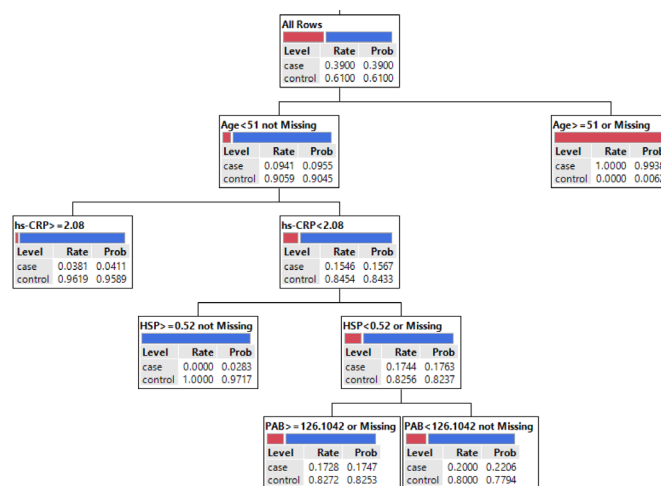 All Rows
Level Rate Prob
case 0.3900 0.3900
control 0.6100 0.6100
Age<51 not Missing
Level Rate Prob
case 0.0941 0.0955
control 0.9059 0.9045
Age>=51 or Missing
Level Rate Prob
case 1.0000 0.9938
control 0.0000 0.0062
hs-CRP>=2.08
Level Rate Prob
case 0.0381 0.0411
control 0.9619 0.9589
hs-CRP<2.08
Level Rate Prob
case 0.1546 0.1567
control 0.8454 0.8433
HSP>=0.52 not Missing
Level Rate Prob
case 0.0000 0.0283
control 1.0000 0.9717
HSP<0.52 or Missing
Level Rate Prob
case 0.1744 0.1763
control 0.8256 0.8237
PAB>=126.1042 or Missing
Level Rate Prob
case 0.1728 0.1747
control 0.8272 0.8253
PAB<126.1042 not Missing
Level Rate Prob
case 0.2000 0.2206
control 0.8000 0.7794